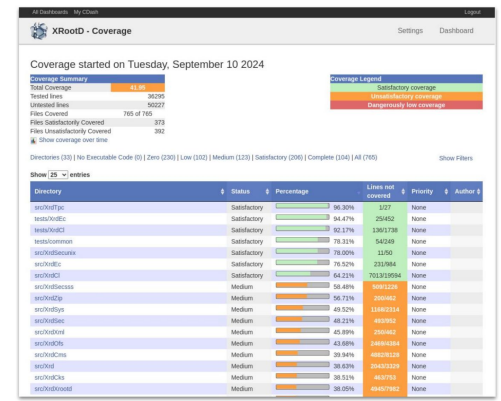 All Dashboards My CDash Logout
XRootD - Coverage Settings Dashboard
Coverage started on Tuesday, September 10 2024
Coverage Summary
Total Coverage 41.95
Tested lines 36295
Untested lines 50227
Files Covered 765 of 765
Files Satisfactorily Covered 373
Files Unsatisfactorily Covered 392
Show coverage over time
Coverage Legend
Satisfactory coverage
Unsatisfactory coverage
Dangerously low coverage
Directories (33) | No Executable Code (0) | Zero (230) | Low (102) | Medium (123) | Satisfactory (206) | Complete (104) | All (765) Show Filters
Show 25 entries
Directory Status Percentage Lines not covered Priority Author
src/XrdTpc Satisfactory 96.30% 1/27 None
tests/XrdEc Satisfactory 94.47% 25/452 None
tests/XrdCl Satisfactory 92.17% 136/1738 None
tests/common Satisfactory 78.31% 54/249 None
src/XrdSecunix Satisfactory 78.00% 11/50 None
src/XrdEc Satisfactory 76.52% 231/984 None
src/XrdCl Satisfactory 64.21% 7013/19594 None
src/XrdSecsss Medium 58.48% None
src/XrdZip Medium 56.71% 200/462 None
src/XrdSys Medium 49.52% None
src/XrdSec Medium 48.21% None
src/XrdXml Medium 45.89% 250/462 None
src/XrdOfs Medium 43.68% 2469/4384 None
src/XrdCms Medium 39.94% None
src/Xrd Medium 38.63% 2043/3329 None
src/XrdCks Medium 38.51% 463/753 None
src/XrdXrootd Medium 38.05% None